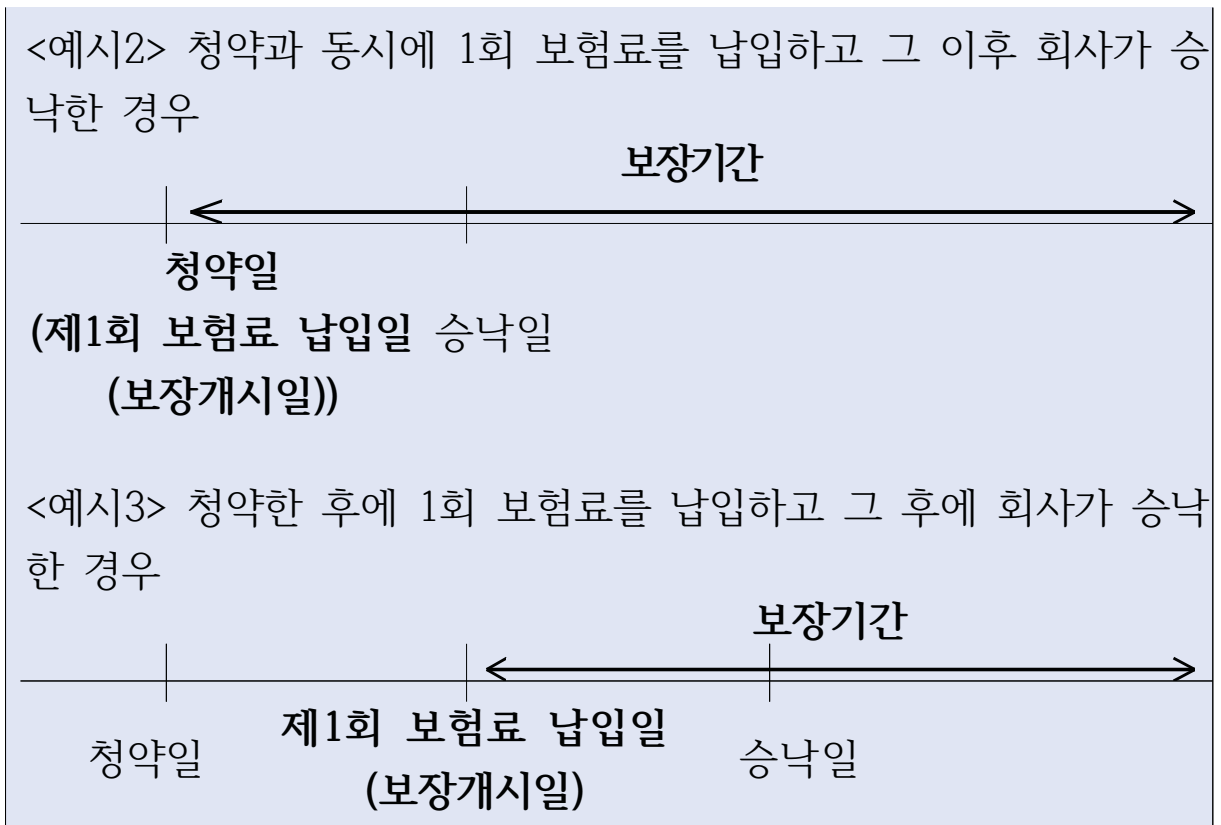 <예시2> 청약과 동시에 1회 보험료를 납입하고 그 이후 회사가 승
낙한 경우
보장기간
청약일
(제1회 보험료 납입일 승낙일
(보장개시일))
<예시3> 청약한 후에 1회 보험료를 납입하고 그 후에 회사가 승낙
한 경우
보장기간
제1회 보험료 납입일
청약일
승낙일
(보장개시일)